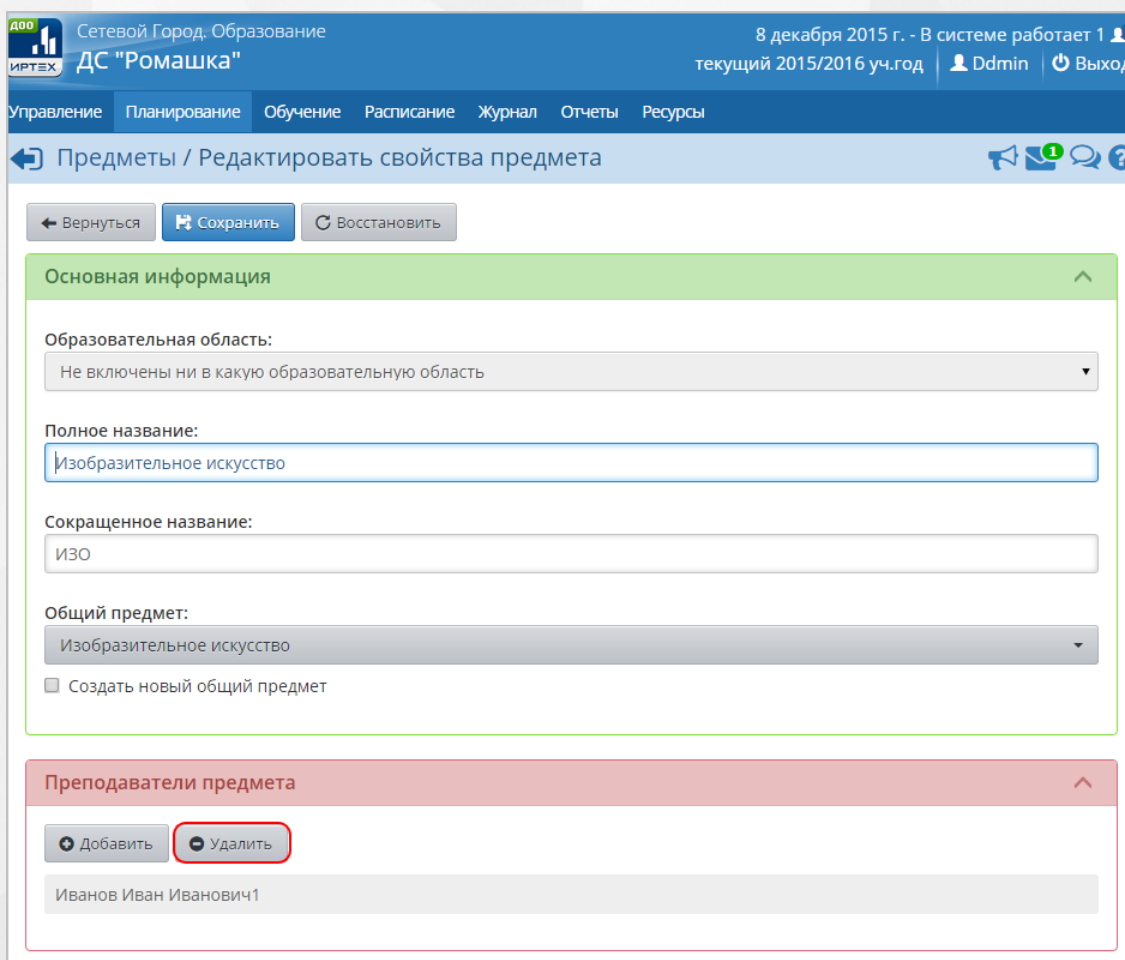 ДОО
ИРТЕХ
Сетевой Город. Образование
ДС "Ромашка"
8 декабря 2015 г. - В системе работает 1
текущий 2015/2016 уч.год
Ddmin
Выход
Управление Планирование Обучение Расписание Журнал Отчеты Ресурсы
Предметы / Редактировать свойства предмета
1
?
Вернуться Сохранить Восстановить
Основная информация
Образовательная область:
Не включены ни в какую образовательную область
Полное название:
Изобразительное искусство
Сокращенное название:
ИЗО
Общий предмет:
Изобразительное искусство
Создать новый общий предмет
Преподаватели предмета
Добавить Удалить
Иванов Иван Иванович1